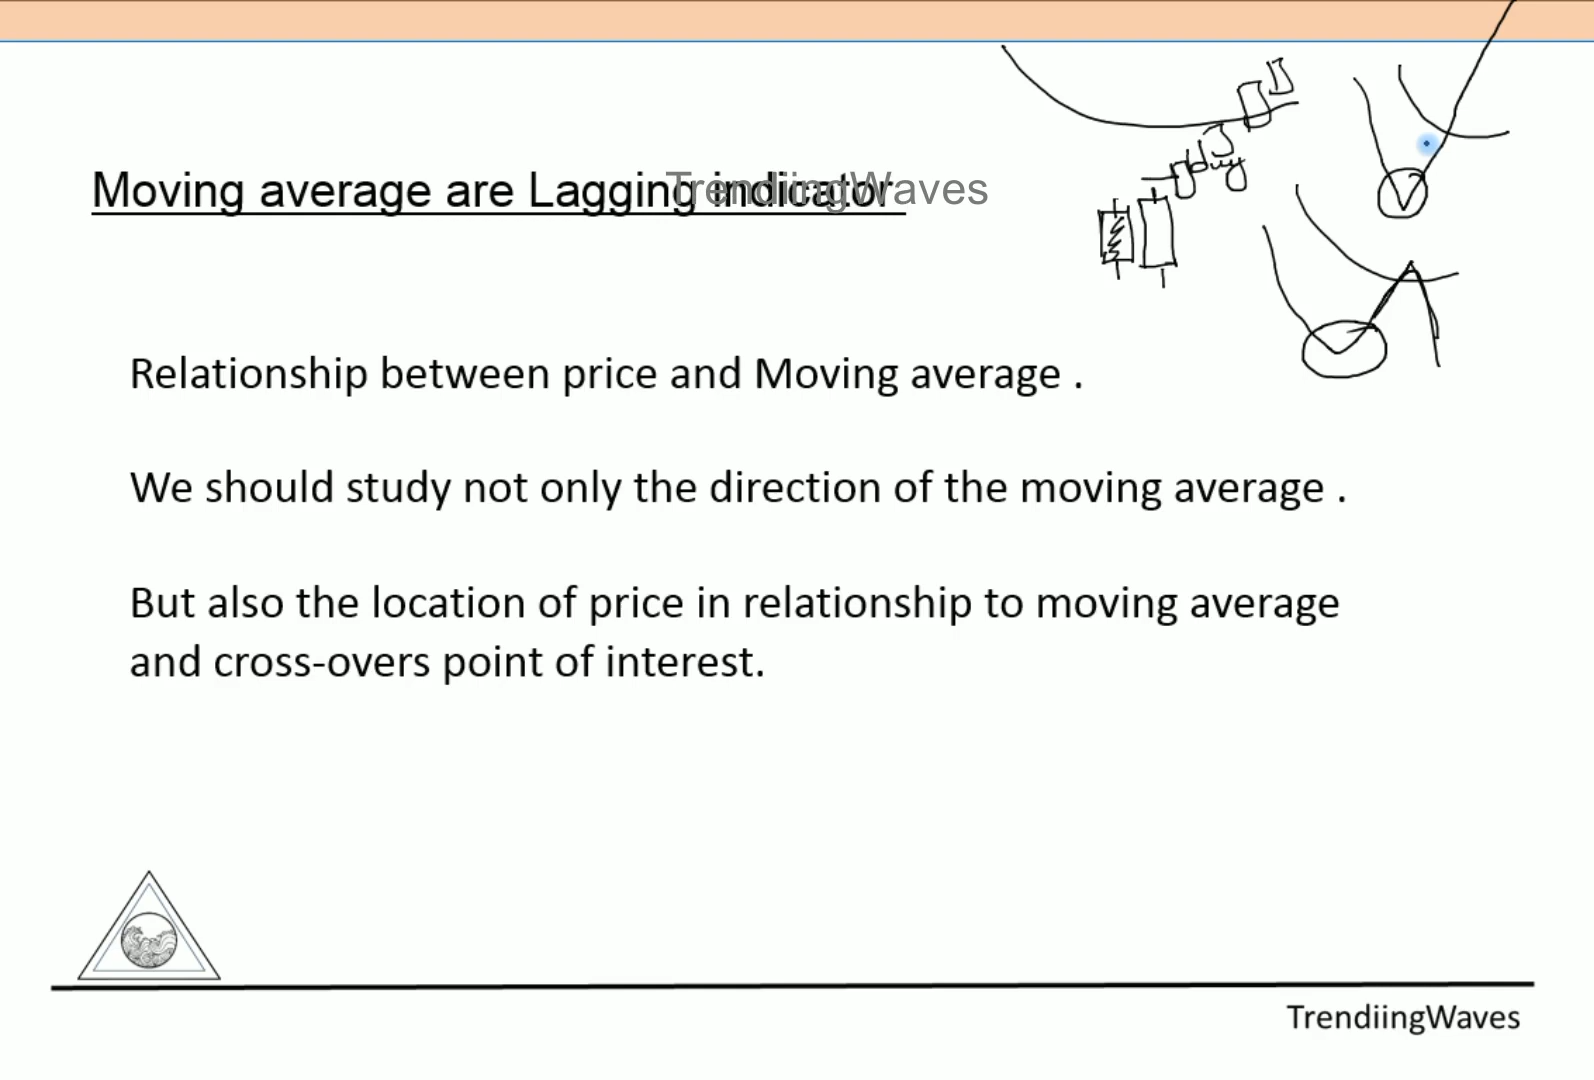 Moving average are Lagging indicator
TrendiingWaves
buy
Relationship between price and Moving average .
We should study not only the direction of the moving average .
But also the location of price in relationship to moving average
and cross-overs point of interest.
TrendiingWaves